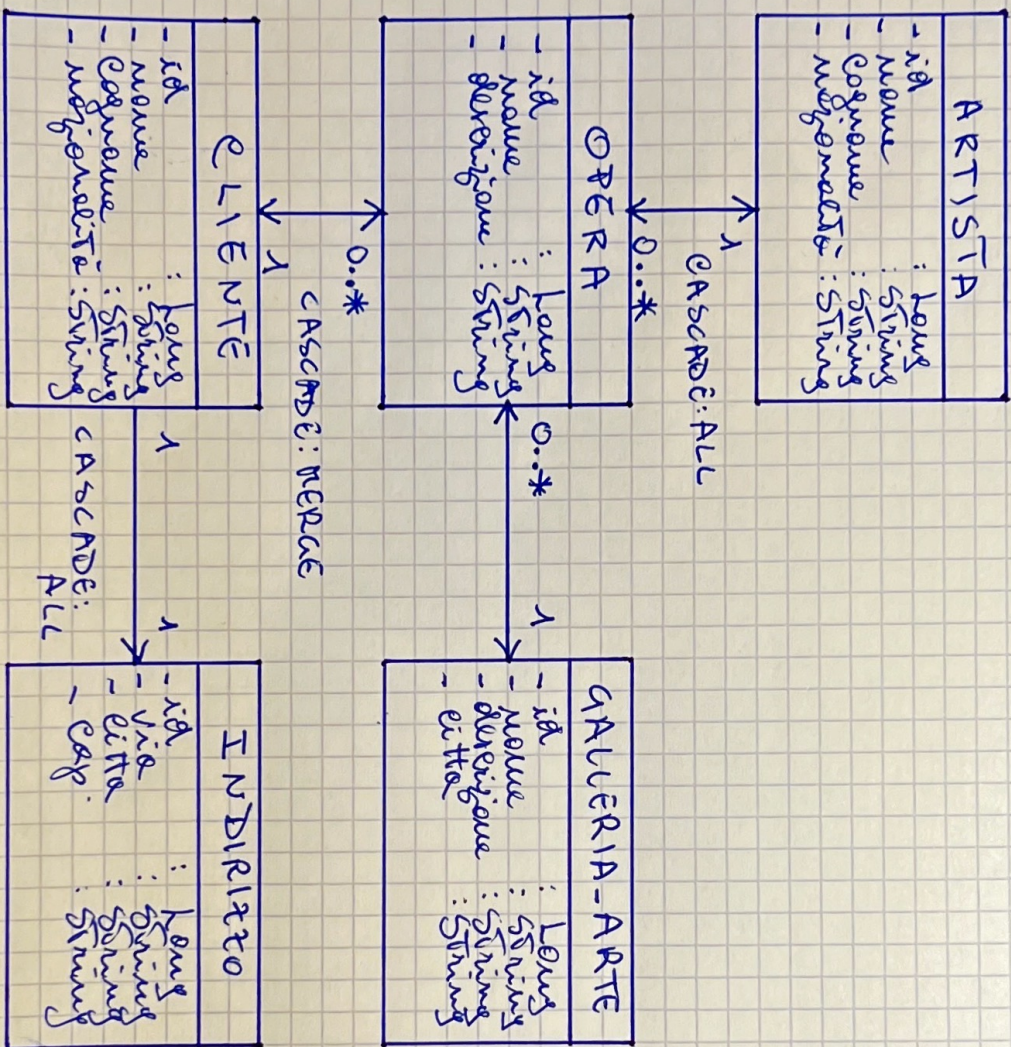 ARTISTA
- id : Long
- nome : String
- cognome : String
- nazionalità : String
1
CASCADE: ALL
0..*
OPERA
- id : Long
- nome : String
- descrizione : String
0..*
1
GALLERIA-ARTE
- id : Long
- nome : String
- descrizione : String
- citta : String
0..*
CASCADE: MERGE
1
CLIENTE
- id : Long
- nome : String
- cognome : String
- nazionalità : String
1
1
CASCADE:
ALL
INDIRIZZO
- id : Long
- via : String
- citta : String
- cap. : String